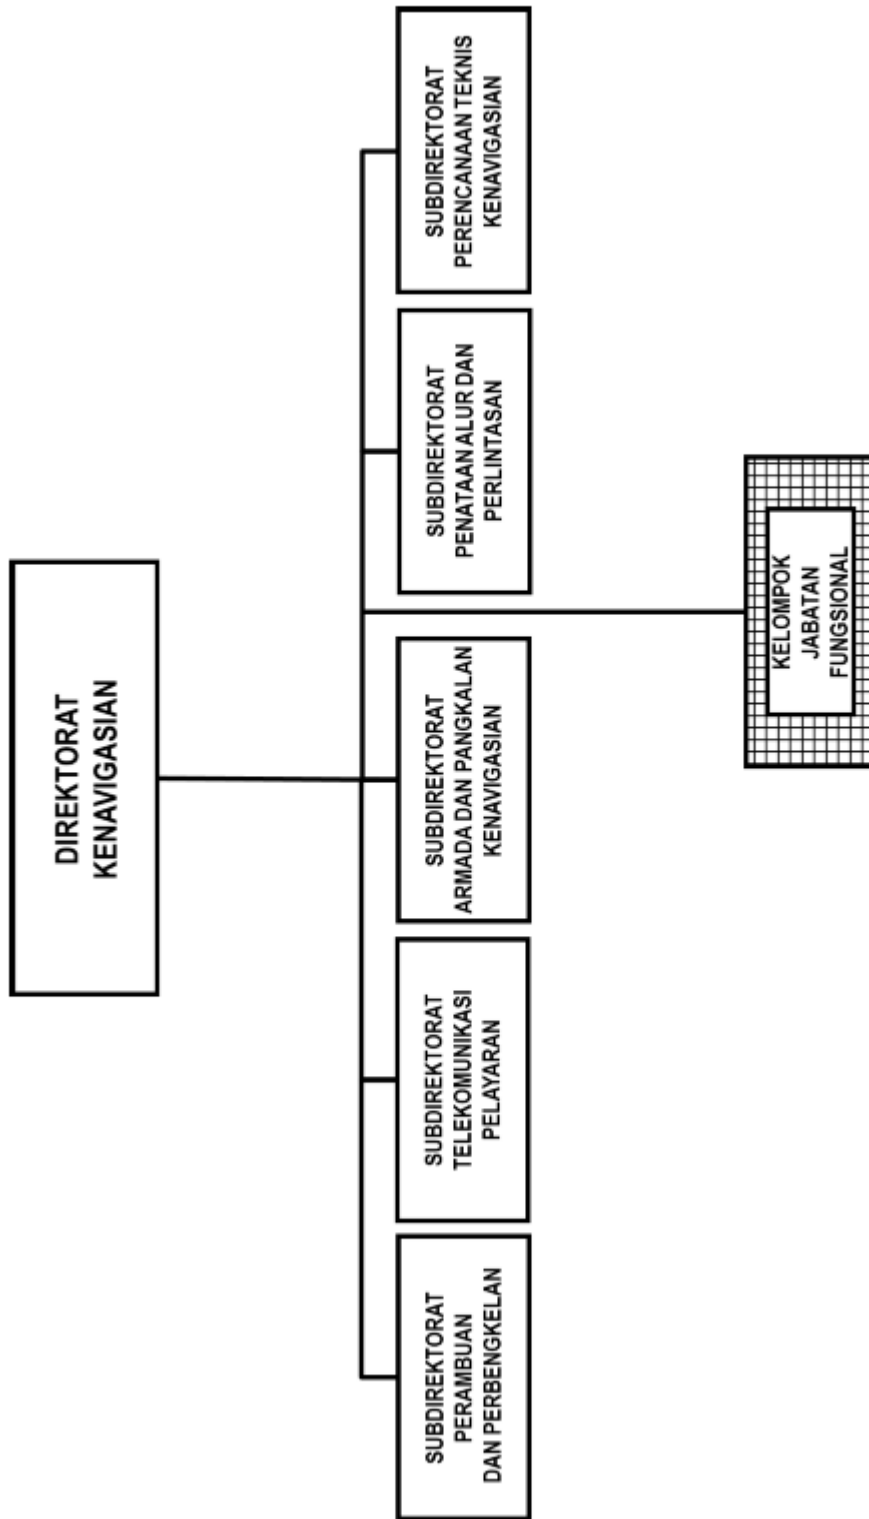 DIREKTORAT
KENAVIGASIAN
SUBDIREKTORAT
PERAMBUAN
DAN PERBENGKELAN
SUBDIREKTORAT
TELEKOMUNIKASI
PELAYARAN
SUBDIREKTORAT
ARMADA DAN PANGKALAN
KENAVIGASIAN
SUBDIREKTORAT
PENATAAN ALUR DAN
PERLINTASAN
SUBDIREKTORAT
PERENCANAAN TEKNIS
KENAVIGASIAN
KELOMPOK
JABATAN
FUNGSIONAL